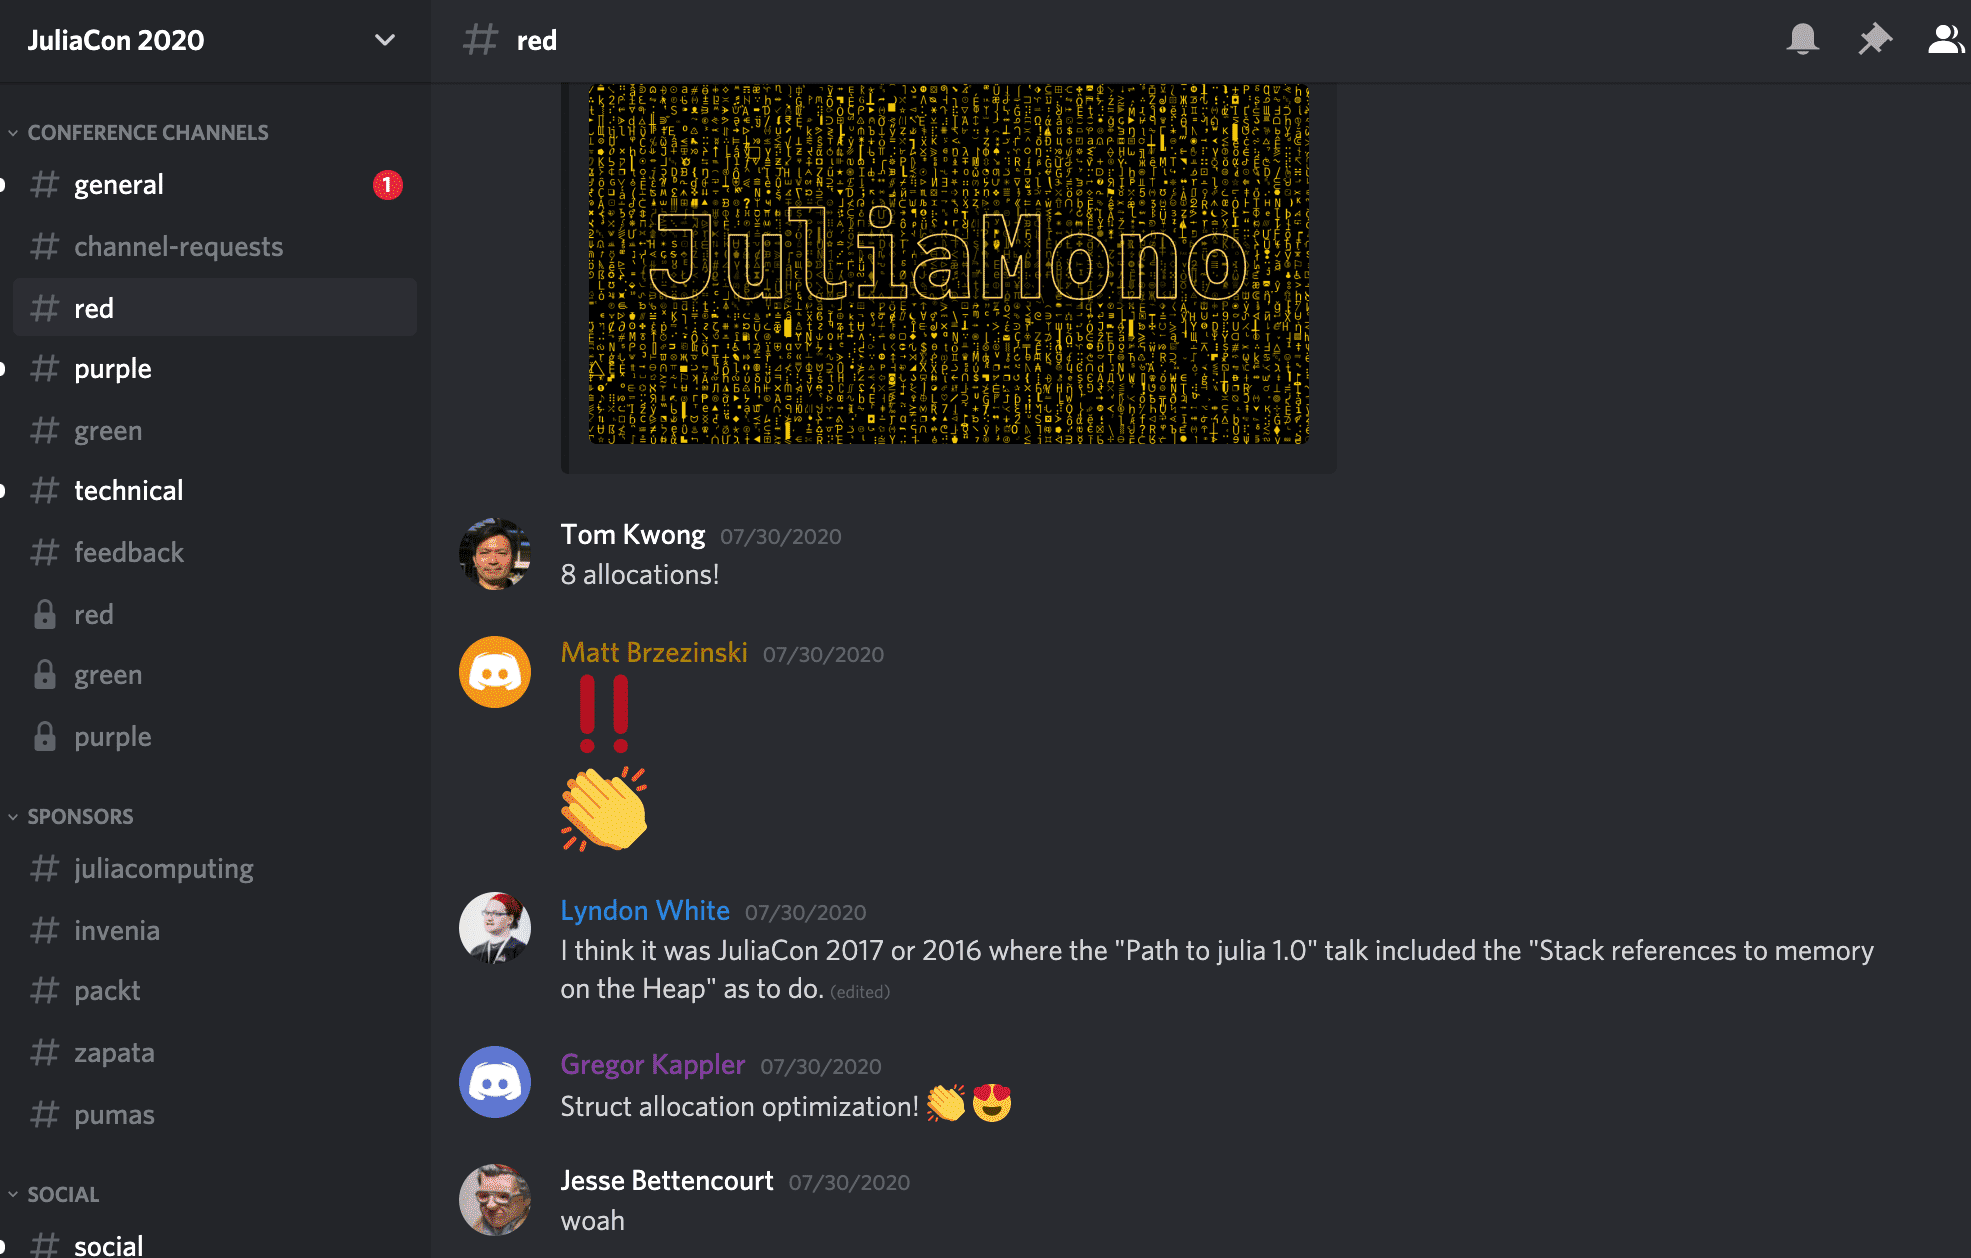 JuliaCon 2020
CONFERENCE CHANNELS
# general 1
# channel-requests
# red
# purple
# green
# technical
# feedback
red
green
purple
SPONSORS
# juliacomputing
# invenia
# packt
# zapata
# pumas
SOCIAL
# social
# red
JuliaMono
Tom Kwong 07/30/2020
8 allocations!
Matt Brzezinski 07/30/2020
‼
👏
Lyndon White 07/30/2020
I think it was JuliaCon 2017 or 2016 where the "Path to julia 1.0" talk included the "Stack references to memory
on the Heap" as to do. (edited)
Gregor Kappler 07/30/2020
Struct allocation optimization! 👏😍
Jesse Bettencourt 07/30/2020
woah